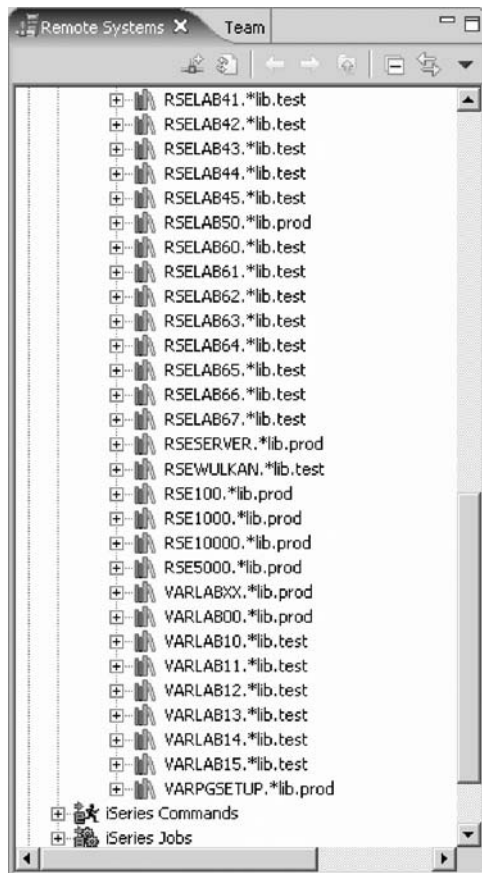 Remote Systems Team
RSELAB41.*lib.test
RSELAB42.*lib.test
RSELAB43.*lib.test
RSELAB44.*lib.test
RSELAB45.*lib.test
RSELAB50.*lib.prod
RSELAB60.*lib.test
RSELAB61.*lib.test
RSELAB62.*lib.test
RSELAB63.*lib.test
RSELAB64.*lib.test
RSELAB65.*lib.test
RSELAB66.*lib.test
RSELAB67.*lib.test
RSESERVER.*lib.prod
RSEWULKAN.*lib.test
RSE100.*lib.prod
RSE1000.*lib.prod
RSE10000.*lib.prod
RSE5000.*lib.prod
VARLABXX.*lib.prod
VARLAB00.*lib.prod
VARLAB10.*lib.test
VARLAB11.*lib.test
VARLAB12.*lib.test
VARLAB13.*lib.test
VARLAB14.*lib.test
VARLAB15.*lib.test
VARPGSETUP.*lib.prod
iSeries Commands
iSeries Jobs